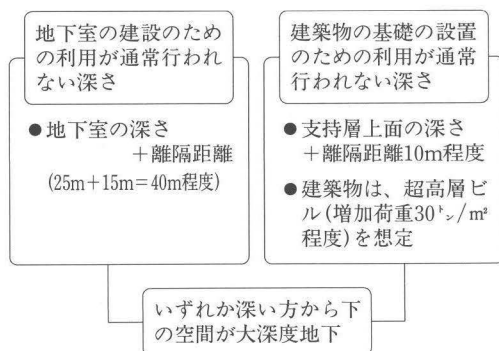 地下室の建設のため
の利用が通常行われ
ない深さ
●地下室の深さ
＋離隔距離
(25m＋15m＝40m程度)
建築物の基礎の設置
のための利用が通常
行われない深さ
●支持層上面の深さ
＋離隔距離10m程度
●建築物は、超高層ビ
ル(増加荷重30㌧/㎡
程度)を想定
いずれか深い方から下
の空間が大深度地下